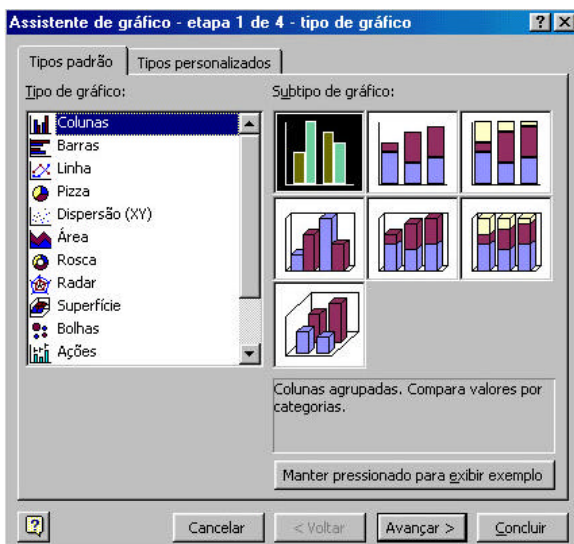 Assistente de gráfico - etapa 1 de 4 - tipo de gráfico
Tipos padrão
Tipos personalizados
Tipo de gráfico:
Colunas
Barras
Linha
Pizza
Dispersão (XY)
Área
Rosca
Radar
Superfície
Bolhas
Ações
Subtipo de gráfico:
Colunas agrupadas. Compara valores por
categorias.
Manter pressionado para exibir exemplo
Cancelar
< Voltar
Avançar >
Concluir